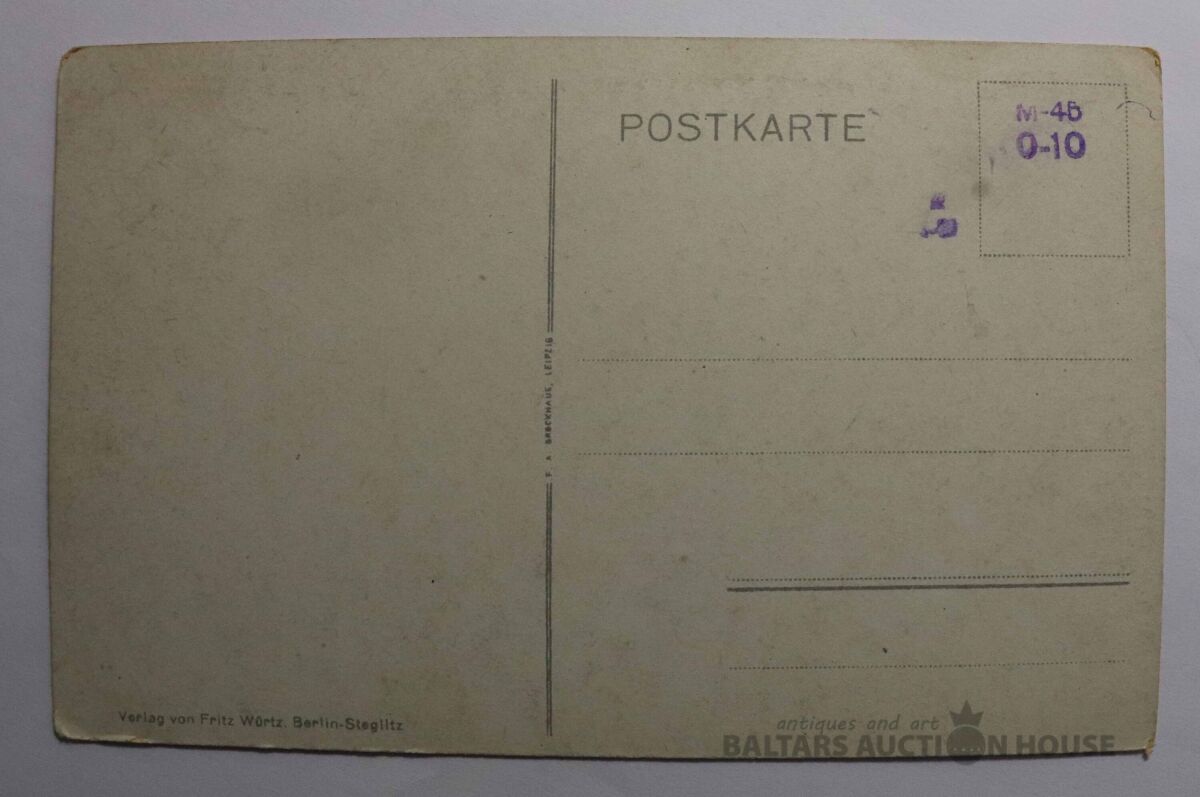 POSTKARTE
M-45
0-10
F. A. BROCKHAUS, LEIPZIG
Verlag von Fritz Würtz. Berlin-Steglitz
antiques and art
BALTARS AUCTION HOUSE